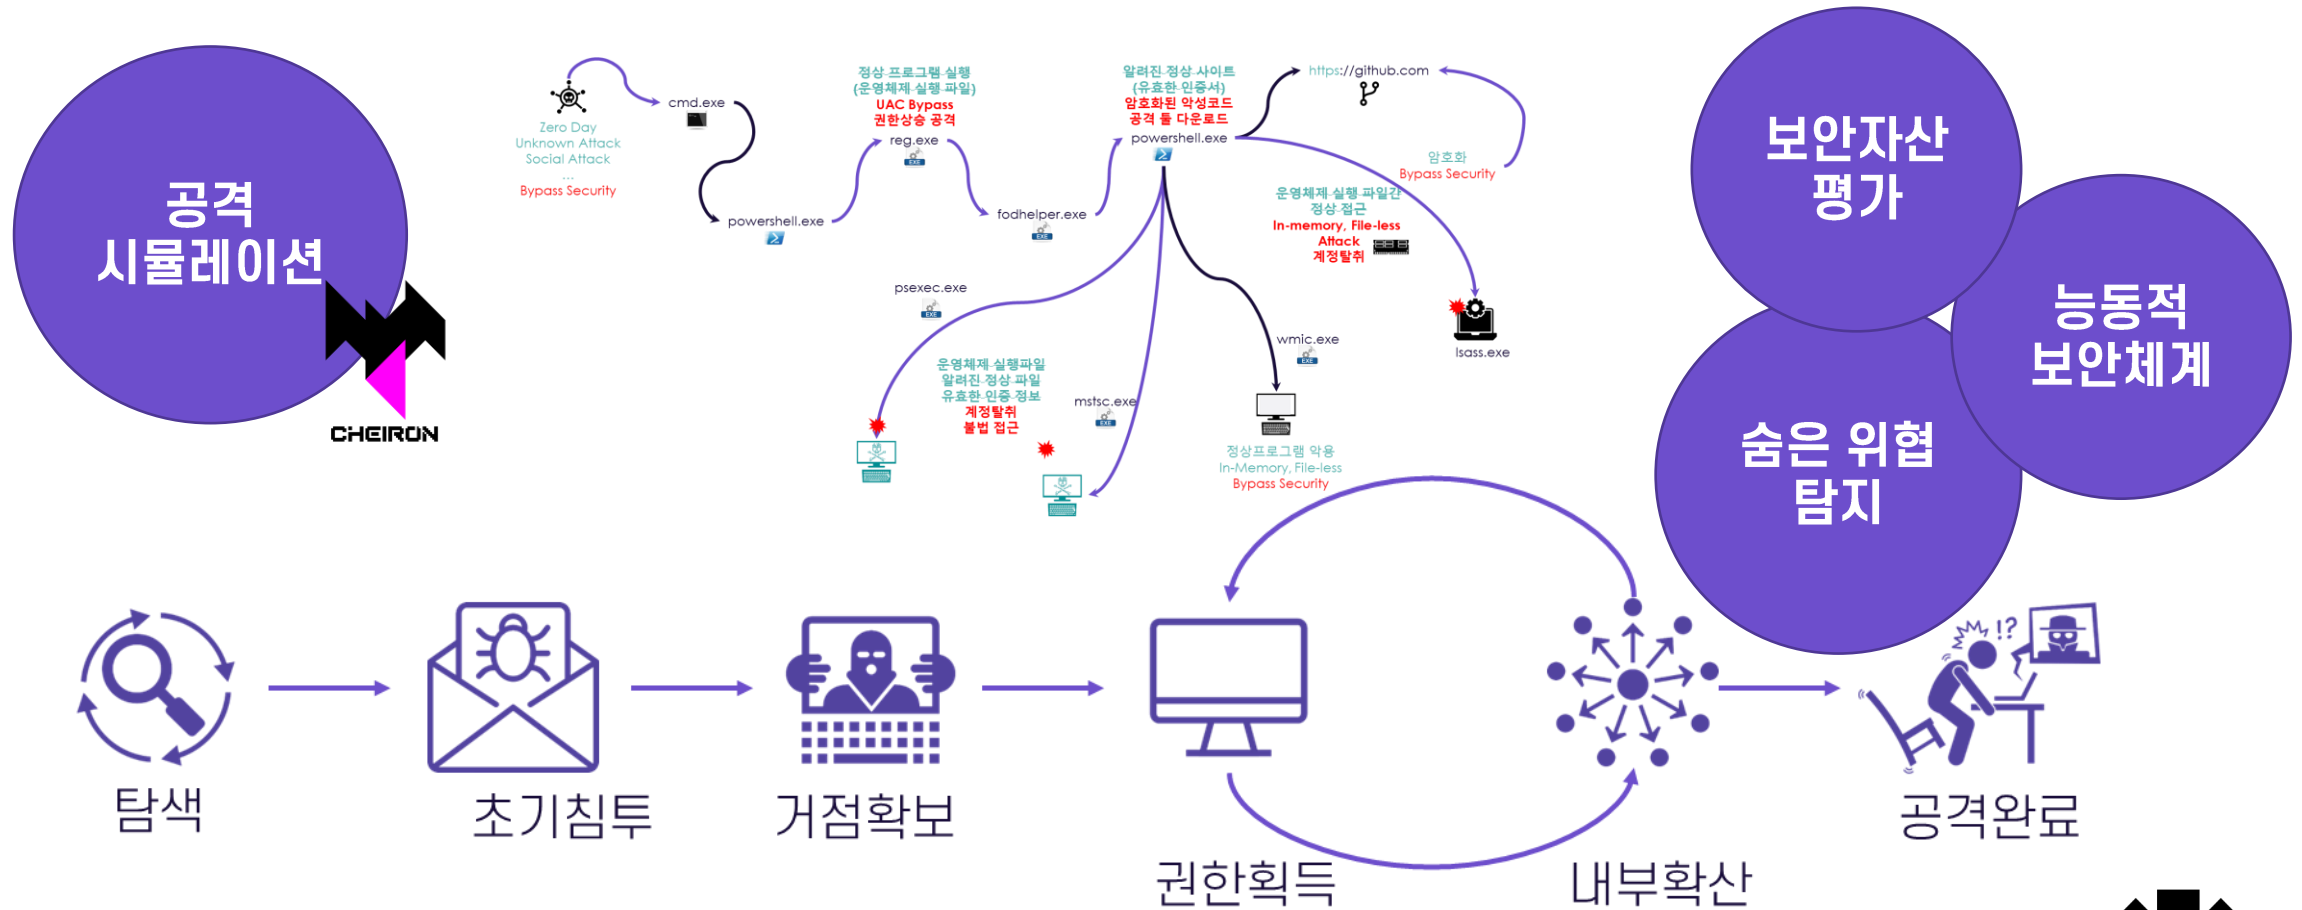 공격
시뮬레이션
CHEIRON
Zero Day
Unknown Attack
Social Attack
...
Bypass Security
cmd.exe
powershell.exe
정상 프로그램 실행
(운영체제 실행 파일)
UAC Bypass
권한상승 공격
reg.exe
EXE
fodhelper.exe
EXE
알려진 정상 사이트
(유효한 인증서)
암호화된 악성코드
공격 툴 다운로드
powershell.exe
https://github.com
암호화
Bypass Security
운영체제 실행 파일간
정상 접근
In-memory, File-less
Attack
계정탈취
lsass.exe
psexec.exe
EXE
운영체제 실행파일
알려진 정상 파일
유효한 인증 정보
계정탈취
불법 접근
mstsc.exe
EXE
wmic.exe
EXE
정상프로그램 악용
In-Memory, File-less
Bypass Security
보안자산
평가
능동적
보안체계
숨은 위협
탐지
!?
탐색
초기침투
거점확보
권한획득
내부확산
공격완료